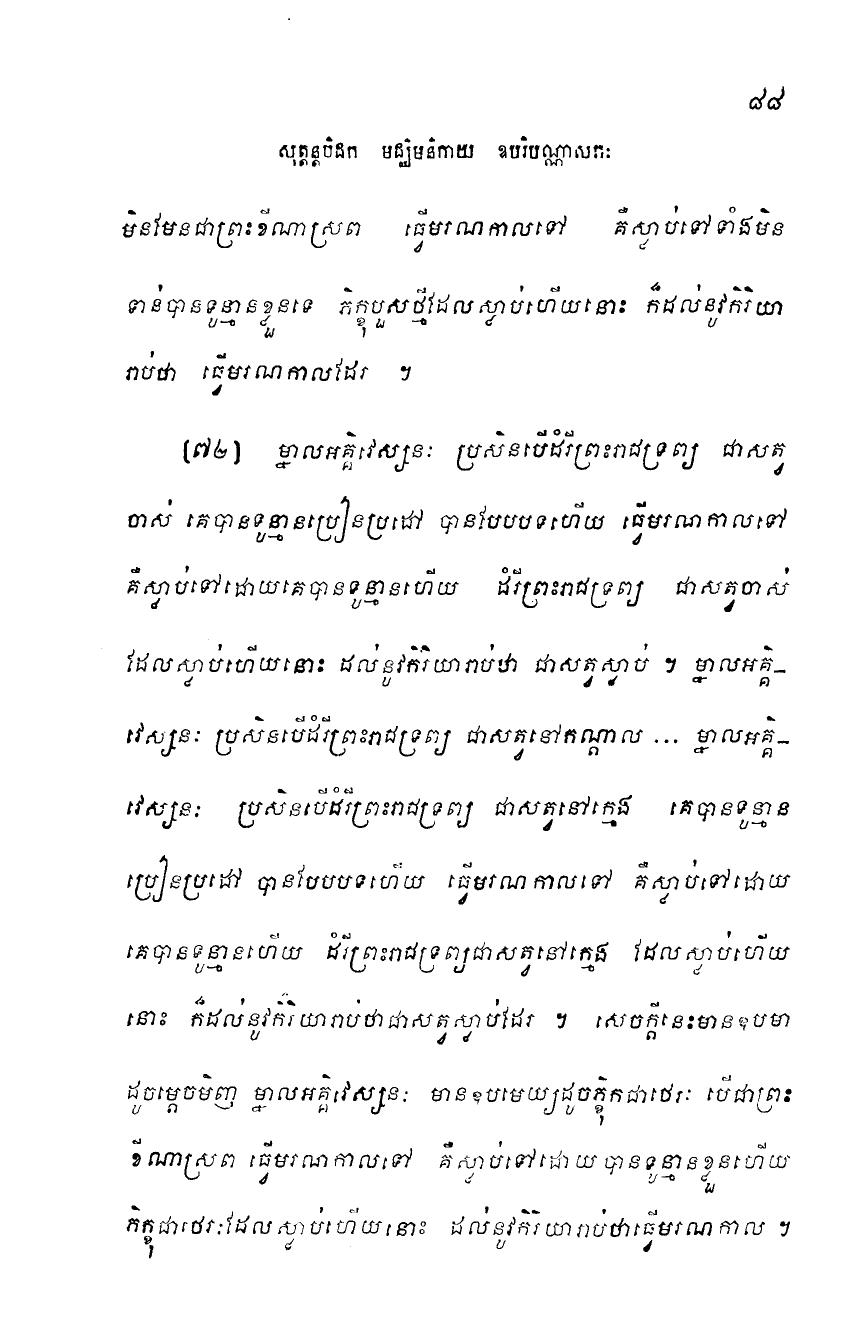 ៨៨
សុត្តន្តបិដក មជ្ឈិមនិកាយ ឧបរិបណ្ណាសកៈ
មិនមែនជាព្រះខីណាស្រព ធ្វើមរណកាលទៅ គឺស្លាប់ទៅទាំងមិន
ទាន់បានទូន្មានខ្លួនទេ ភិក្ខុបួសថ្មីដែលស្លាប់ហើយនោះ ក៏ដល់នូវកិរិយា
រាប់ថា ធ្វើមរណកាលដែរ ។
[៧២] ម្នាលអគ្គិវេស្សនៈ ប្រសិនបើដំរីព្រះរាជទ្រព្យ ជាសត្វ
ចាស់ គេបានទូន្មានប្រៀនប្រដៅ បានបែបបទហើយ ធ្វើមរណកាលទៅ
គឺស្លាប់ទៅដោយគេបានទូន្មានហើយ ដំរីព្រះរាជទ្រព្យ ជាសត្វចាស់
ដែលស្លាប់ហើយនោះ ដល់នូវកិរិយារាប់ថា ជាសត្វស្លាប់ ។ ម្នាលអគ្គិ-
វេស្សនៈ ប្រសិនបើដំរីព្រះរាជទ្រព្យ ជាសត្វនៅកណ្តាល ... ម្នាលអគ្គិ-
វេស្សនៈ ប្រសិនបើដំរីព្រះរាជទ្រព្យ ជាសត្វនៅក្មេង គេបានទូន្មាន
ប្រៀនប្រដៅ បានបែបបទហើយ ធ្វើមរណកាលទៅ គឺស្លាប់ទៅដោយ
គេបានទូន្មានហើយ ដំរីព្រះរាជទ្រព្យជាសត្វនៅក្មេង ដែលស្លាប់ហើយ
នោះ ក៏ដល់នូវកិរិយារាប់ថាជាសត្វស្លាប់ដែរ ។ សេចក្តីនេះមានឧបមា
ដូចម្តេចមិញ ម្នាលអគ្គិវេស្សនៈ មានឧបមេយ្យដូចភិ្ខុកជាថេរៈ បើជាព្រះ
ខីណាស្រព ធ្វើមរណកាលទៅ គឺស្លាប់ទៅដោយបានទូន្មានខ្លួនហើយ
ភិក្ខុជាថេរៈដែលស្លាប់ហើយនោះ ដល់នូវកិរិយារាប់ថាធ្វើមរណកាល ។